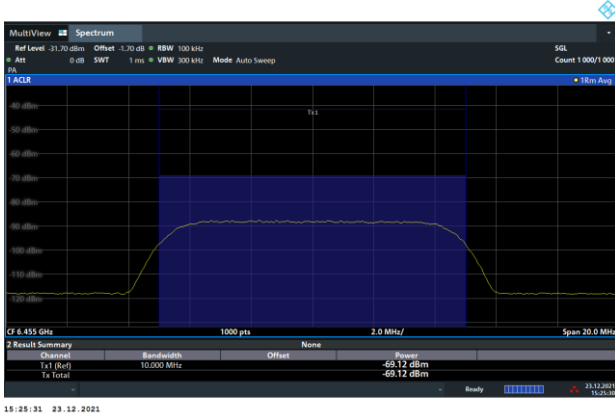 MultiView Spectrum
Ref Level -31.70 dBm Offset -1.70 dB RBW 100 kHz SGL
Att 0 dB SWT 1 ms VBW 300 kHz Mode Auto Sweep Count 1 000/1 000
PA
1 ACLR 1Rm Avg
Tx1
-40 dBm
-50 dBm
-60 dBm
-70 dBm
-80 dBm
-90 dBm
-100 dBm
-110 dBm
-120 dBm
CF 6.455 GHz 1000 pts 2.0 MHz/ Span 20.0 MHz
2 Result Summary None
Channel Bandwidth Offset Power
Tx1 (Ref) 10.000 MHz -69.12 dBm
Tx Total -69.12 dBm
Ready 23.12.2021
15:25:30
15:25:31 23.12.2021